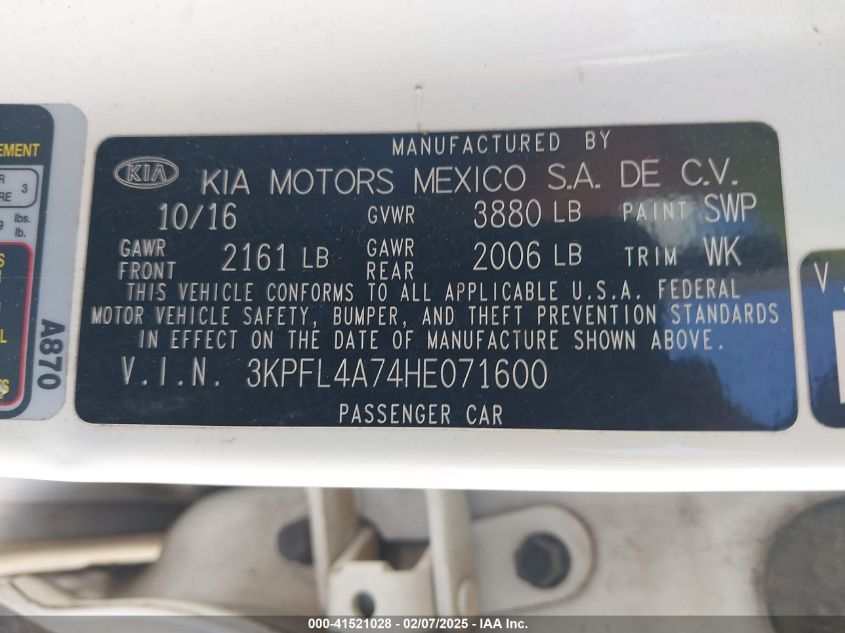 MANUFACTURED BY
KIA KIA MOTORS MEXICO S.A. DE C.V.
10/16 GVWR 3880 LB PAINT SWP
GAWR FRONT 2161 LB GAWR REAR 2006 LB TRIM WK
THIS VEHICLE CONFORMS TO ALL APPLICABLE U.S.A. FEDERAL
MOTOR VEHICLE SAFETY, BUMPER, AND THEFT PREVENTION STANDARDS
IN EFFECT ON THE DATE OF MANUFACTURE SHOWN ABOVE.
V.I.N. 3KPFL4A74HE071600
PASSENGER CAR
EMENT
3
lbs.
lb.
A870
V
000-41521028 - 02/07/2025 - IAA Inc.